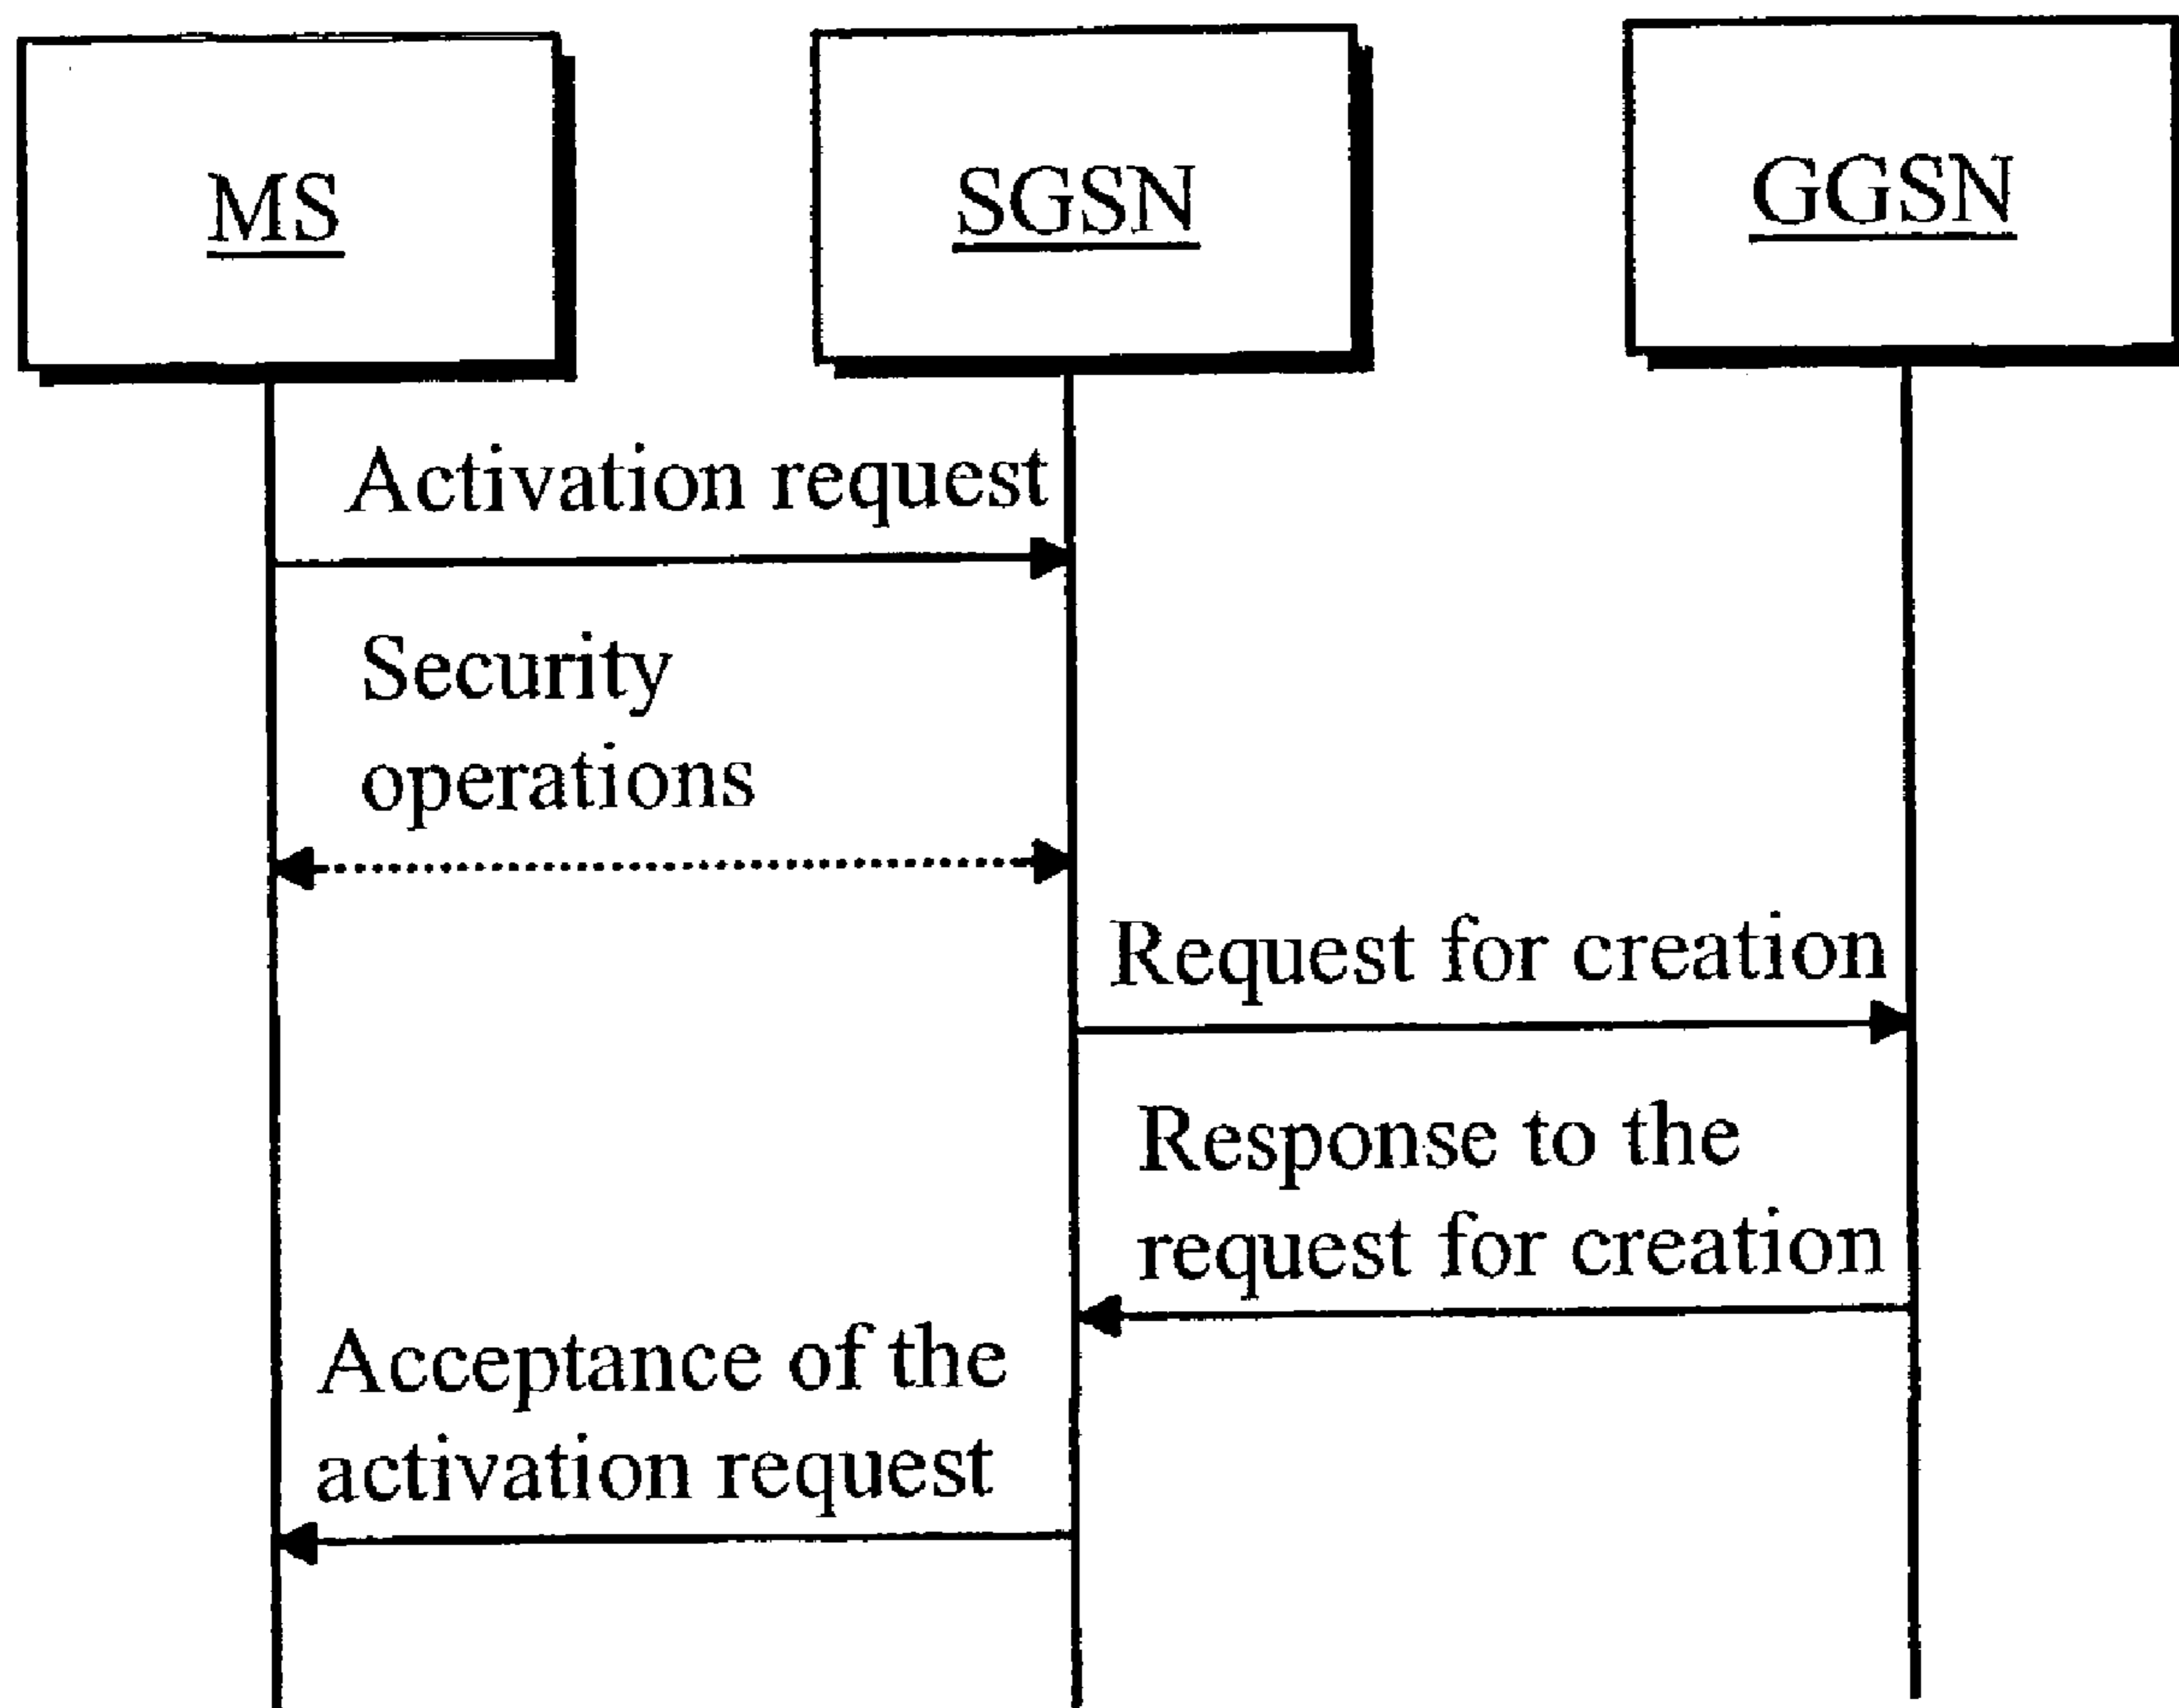 MS
SGSN
GGSN
Activation request
Security
operations
Request for creation
Response to the
request for creation
Acceptance of the
activation request